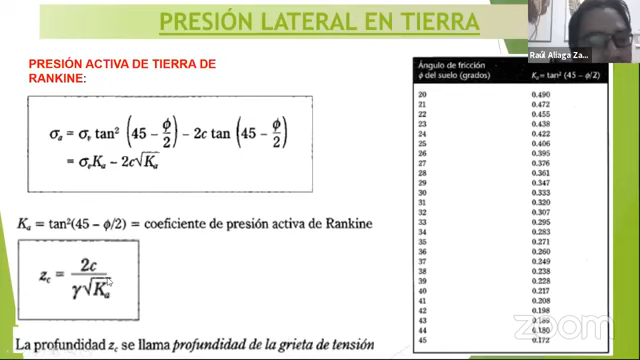 PRESIÓN LATERAL EN TIERRA
Raúl Aliaga Za...
PRESIÓN ACTIVA DE TIERRA DE
RANKINE:
σₐ = σᵥ tan² (45 − ϕ/2) − 2c tan (45 − ϕ/2)
= σᵥKₐ − 2c√Kₐ
Kₐ = tan²(45 − ϕ/2) = coeficiente de presión activa de Rankine
z_c = 2c / γ√Kₐ
La profundidad z_c se llama profundidad de la grieta de tensión
Ángulo de fricción
ϕ del suelo (grados) Kₐ = tan² (45 − ϕ/2)
20 0.490
21 0.472
22 0.455
23 0.438
24 0.422
25 0.406
26 0.395
27 0.376
28 0.361
29 0.347
30 0.333
31 0.320
32 0.307
33 0.295
34 0.283
35 0.271
36 0.260
37 0.249
38 0.238
39 0.228
40 0.217
41 0.208
42 0.198
43
44 0.180
45 0.172
zoom